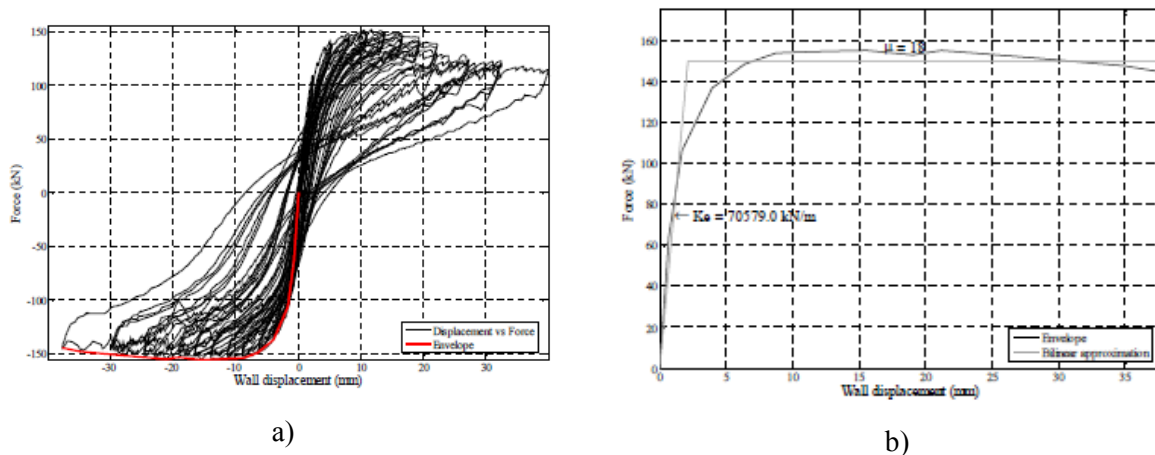 150
100
50
0
-50
-100
-150
Force (kN)
-30
-20
-10
0
10
20
30
40
Wall displacement (mm)
Displacement vs Force
Envelope
a)
160
140
120
100
80
60
40
20
0
Force (kN)
μ = 18
← Ke = 70579.0 kN/m
0
5
10
15
20
25
30
35
Wall displacement (mm)
Envelope
Bilinear approximation
b)